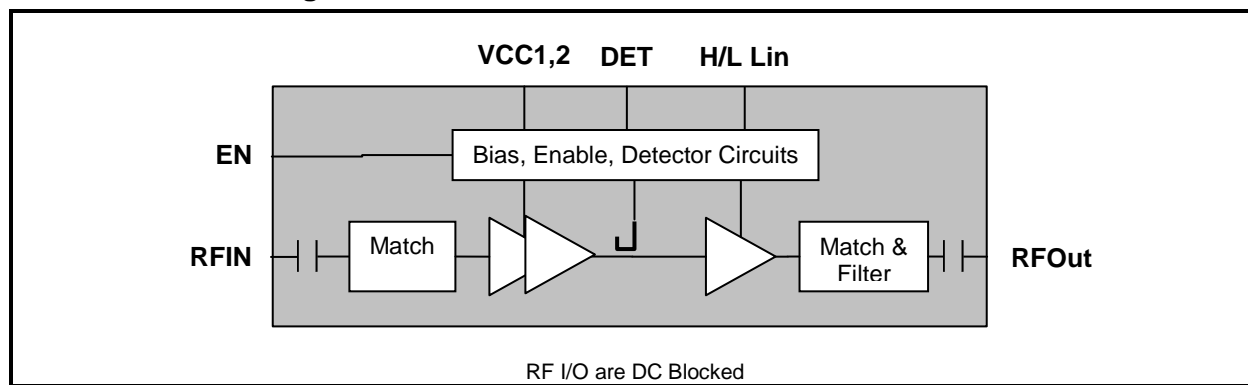 VCC1,2 DET H/L Lin
EN
Bias, Enable, Detector Circuits
RFIN
Match
Match &
Filter
RFOut
RF I/O are DC Blocked